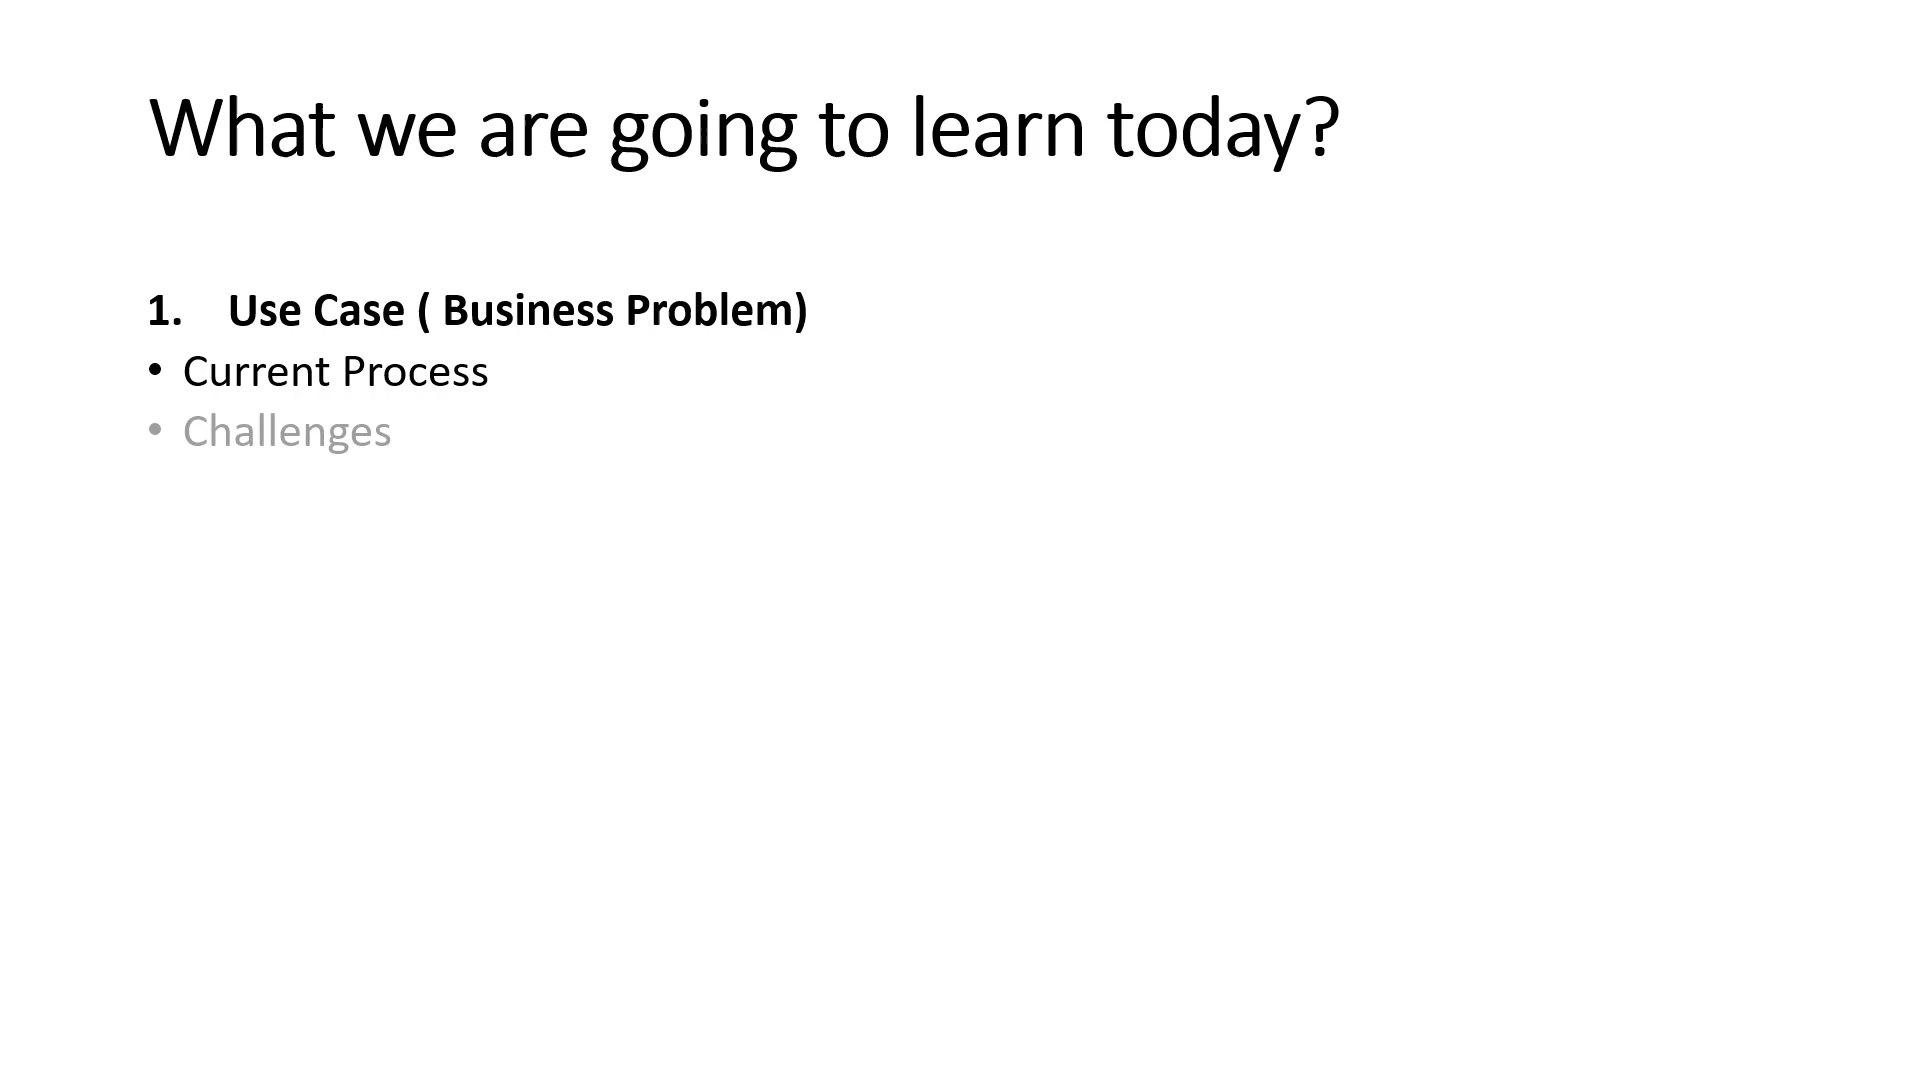 What we are going to learn today?
1. Use Case ( Business Problem)
• Current Process
• Challenges